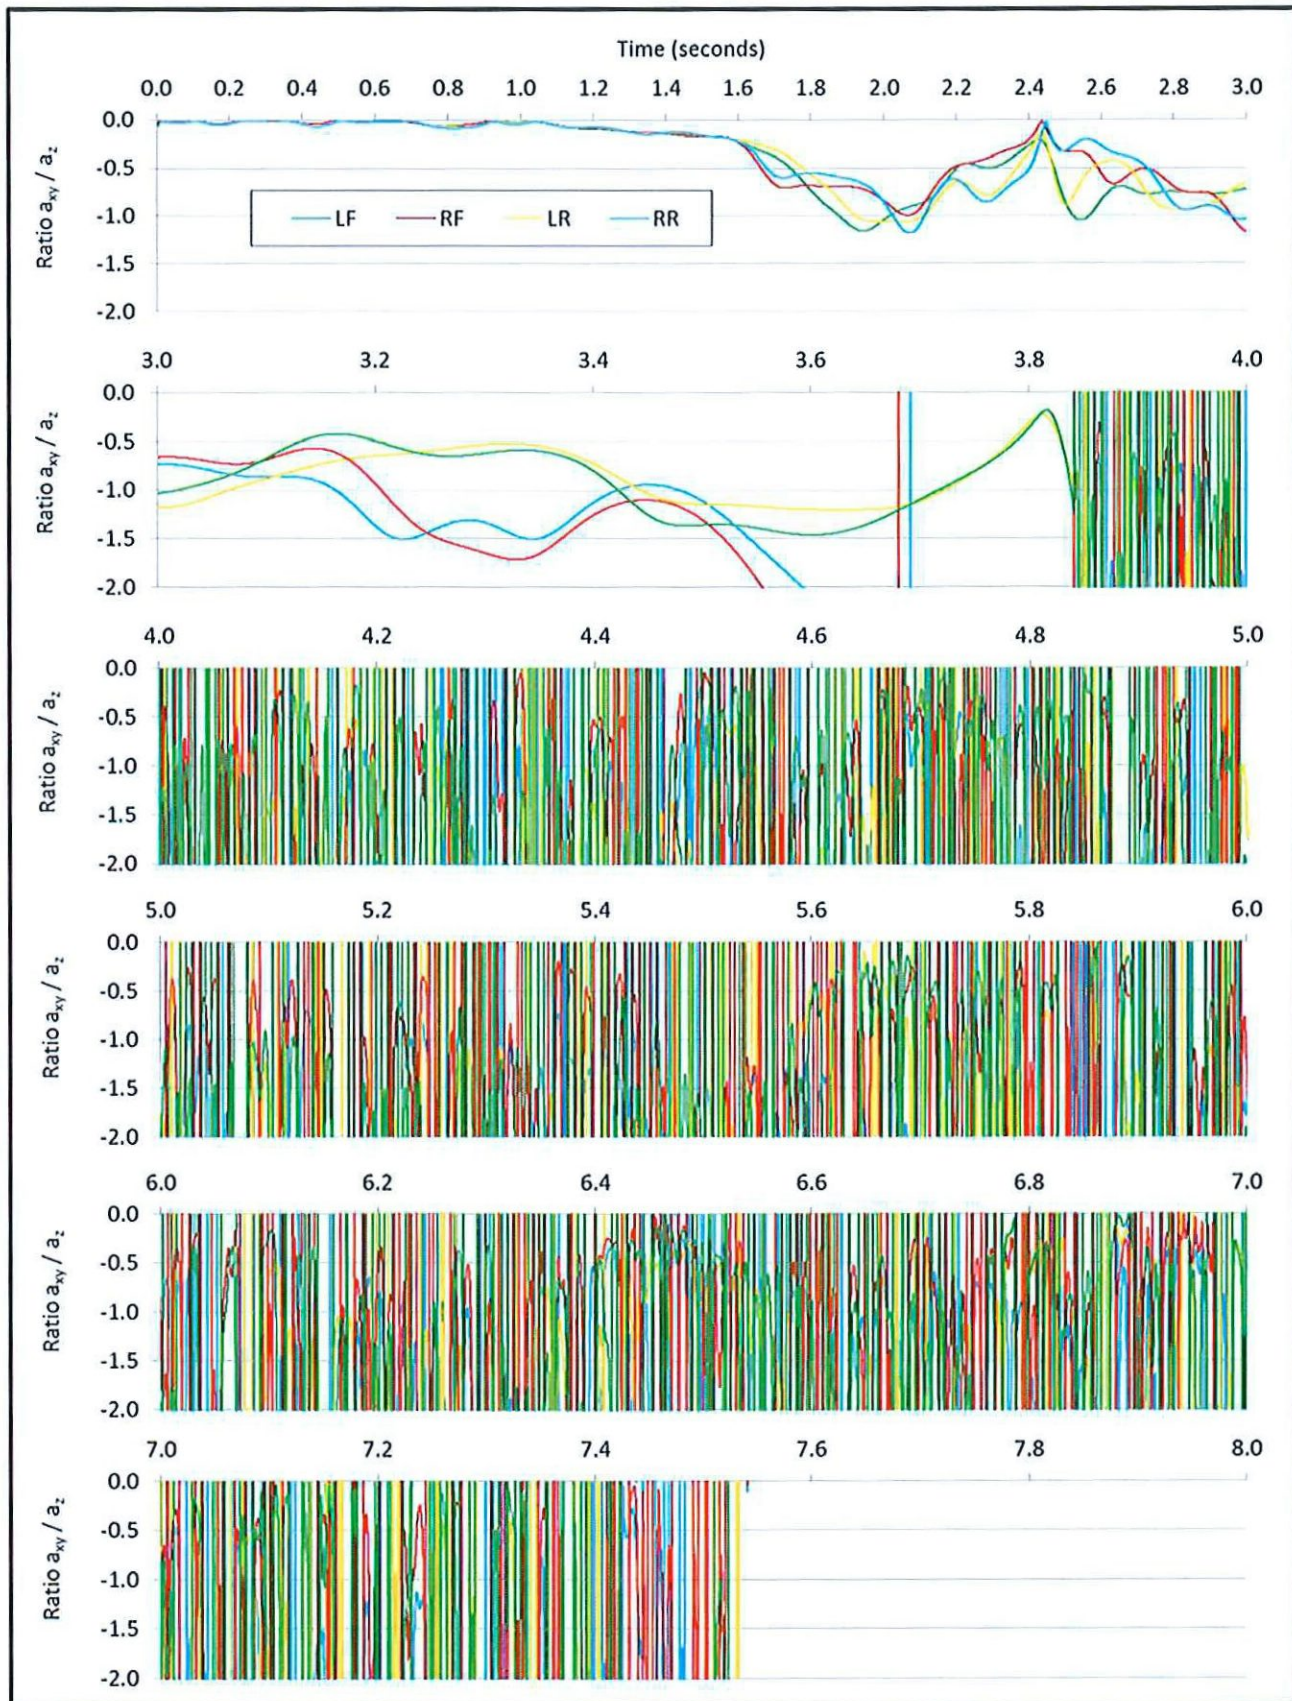 Time (seconds)
0.0 0.2 0.4 0.6 0.8 1.0 1.2 1.4 1.6 1.8 2.0 2.2 2.4 2.6 2.8 3.0
Ratio axy / az
0.0
-0.5
-1.0
-1.5
-2.0
LF RF LR RR
3.0 3.2 3.4 3.6 3.8 4.0
Ratio axy / az
0.0
-0.5
-1.0
-1.5
-2.0
4.0 4.2 4.4 4.6 4.8 5.0
Ratio axy / az
0.0
-0.5
-1.0
-1.5
-2.0
5.0 5.2 5.4 5.6 5.8 6.0
Ratio axy / az
0.0
-0.5
-1.0
-1.5
-2.0
6.0 6.2 6.4 6.6 6.8 7.0
Ratio axy / az
0.0
-0.5
-1.0
-1.5
-2.0
7.0 7.2 7.4 7.6 7.8 8.0
Ratio axy / az
0.0
-0.5
-1.0
-1.5
-2.0